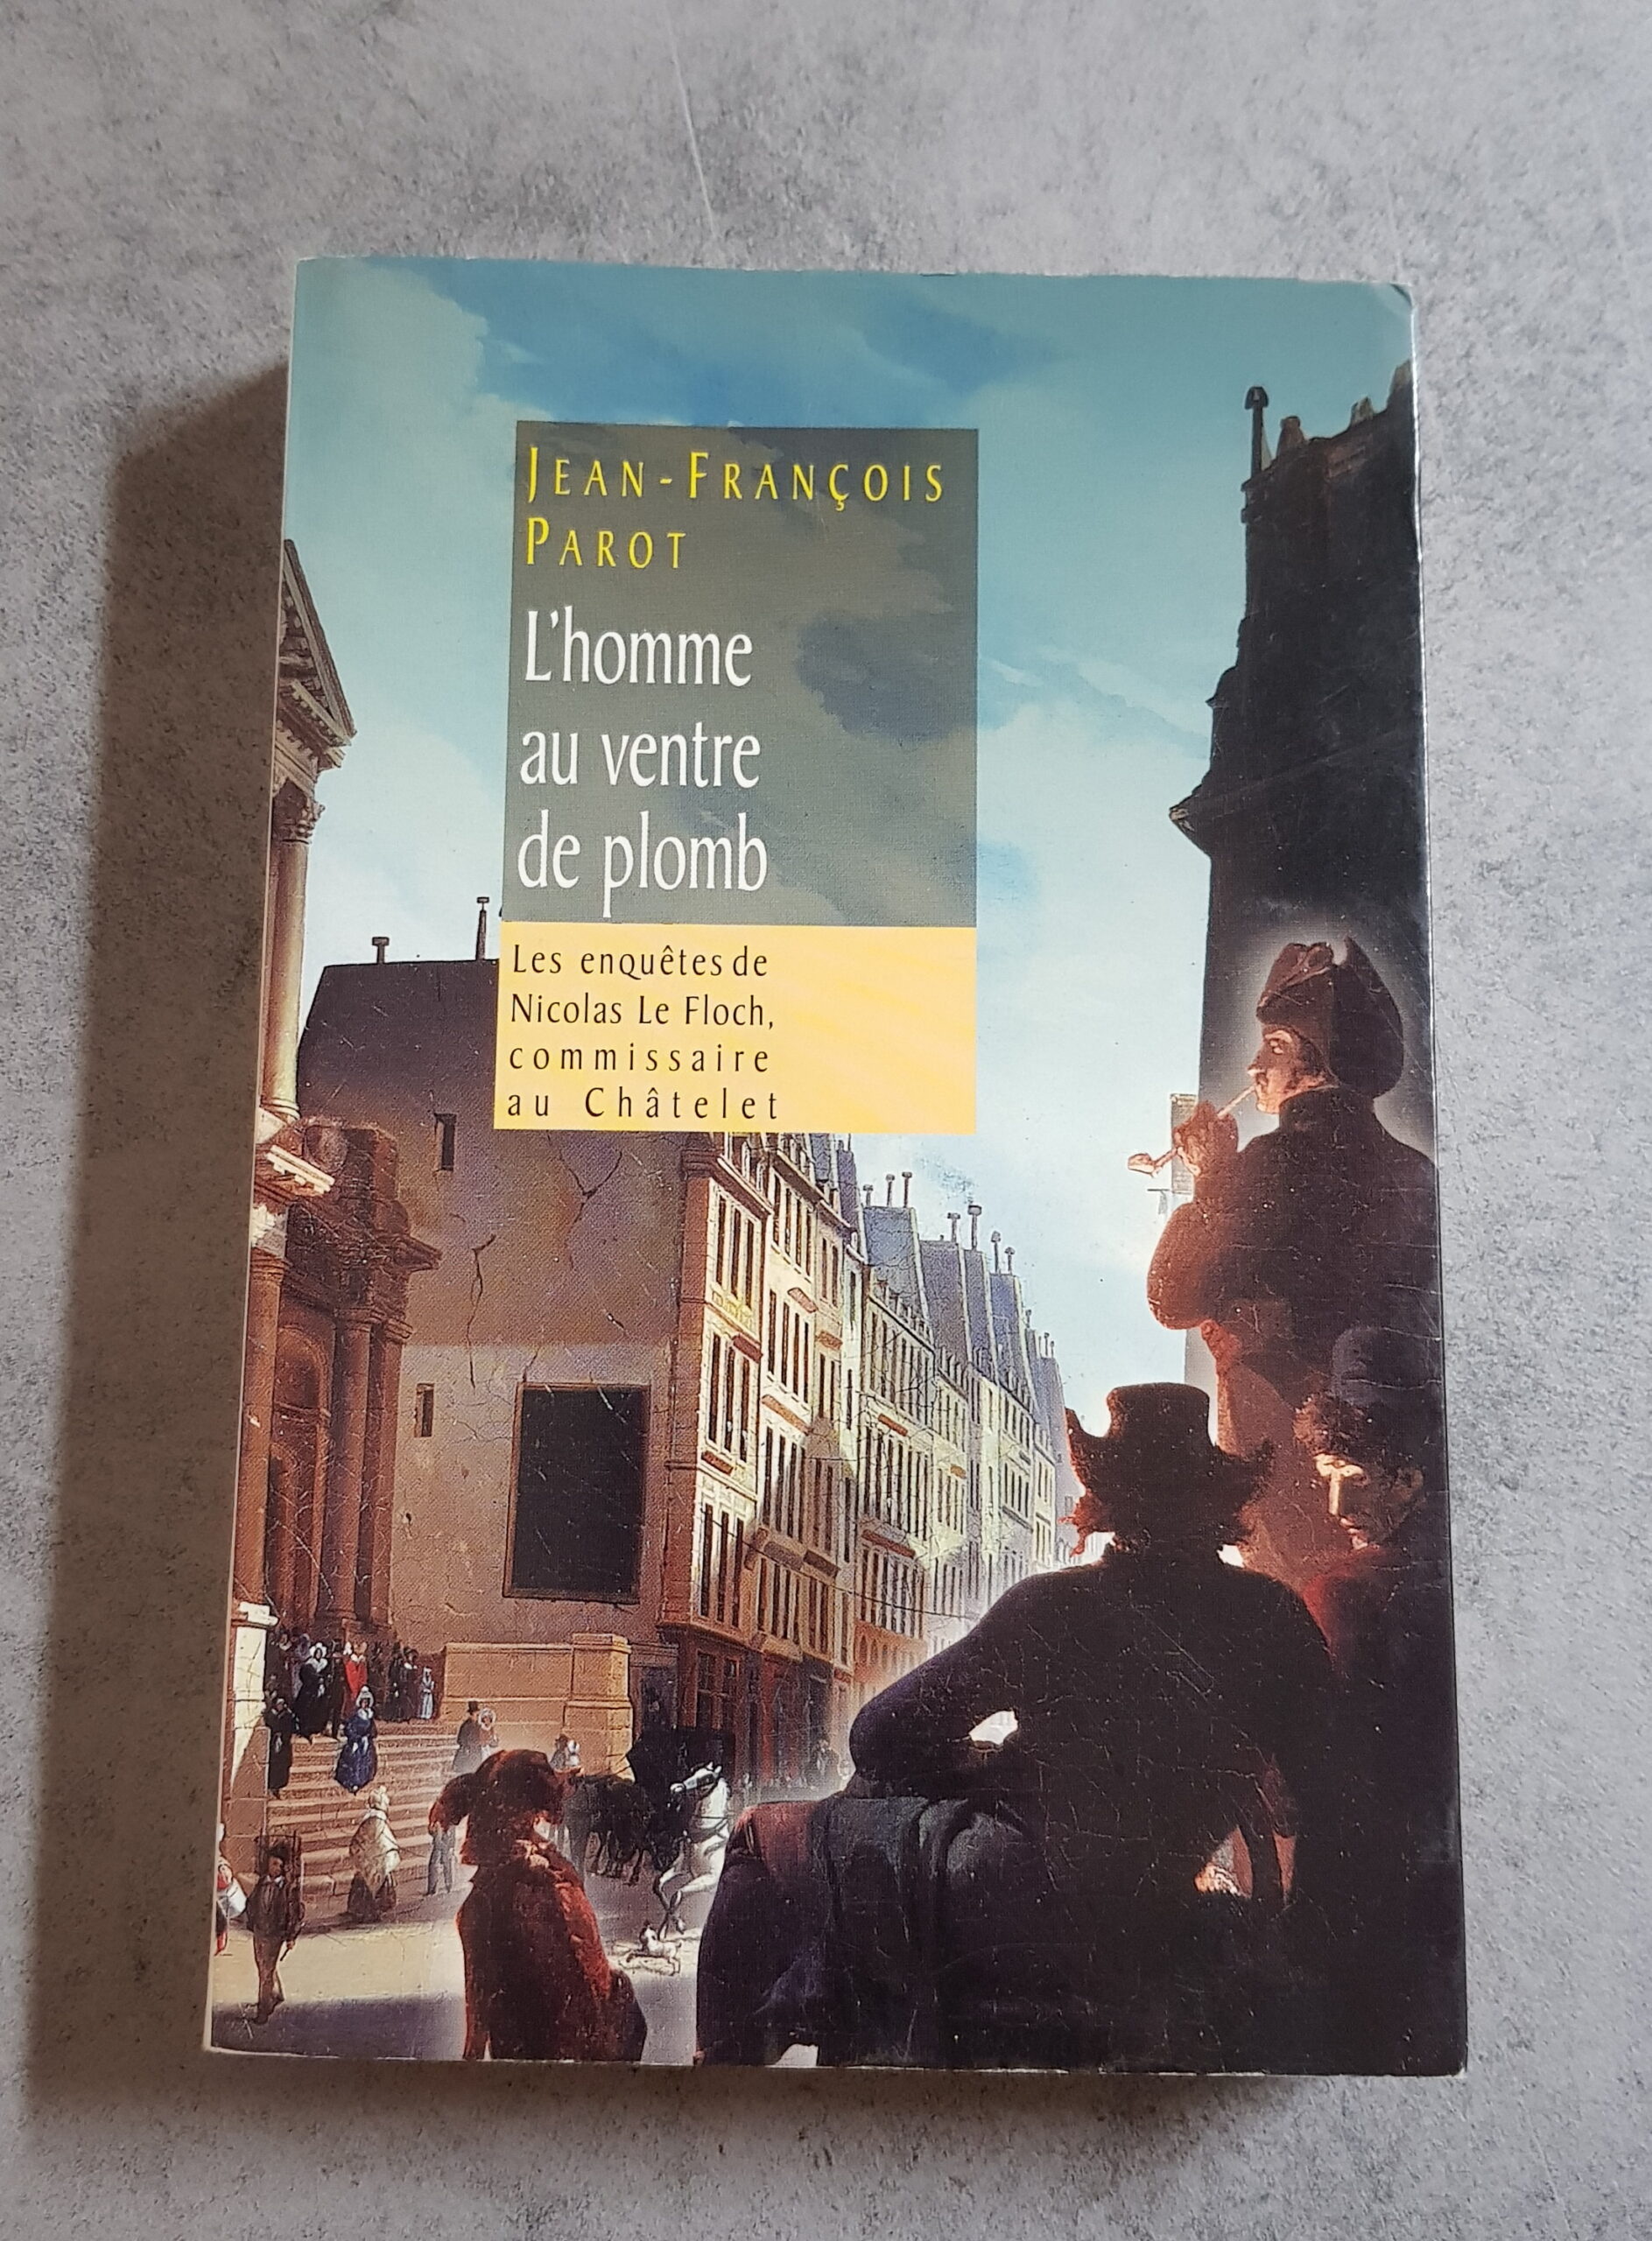 JEAN-FRANÇOIS
PAROT
L'homme
au ventre
de plomb
Les enquêtes de
Nicolas Le Floch,
commissaire
au Châtelet